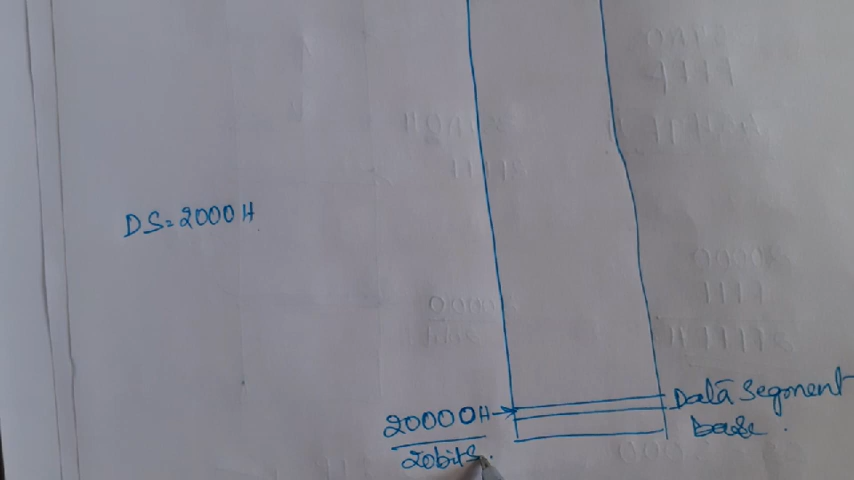 DS=2000H
20000H
Data Segment
base.
20bits.